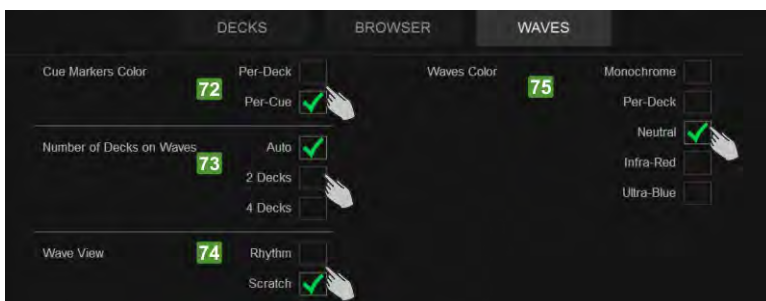 DECKS BROWSER WAVES
Cue Markers Color
72
Per-Deck
Per-Cue
Number of Decks on Waves
73
Auto
2 Decks
4 Decks
Wave View
74
Rhythm
Scratch
Waves Color
75
Monochrome
Per-Deck
Neutral
Infra-Red
Ultra-Blue